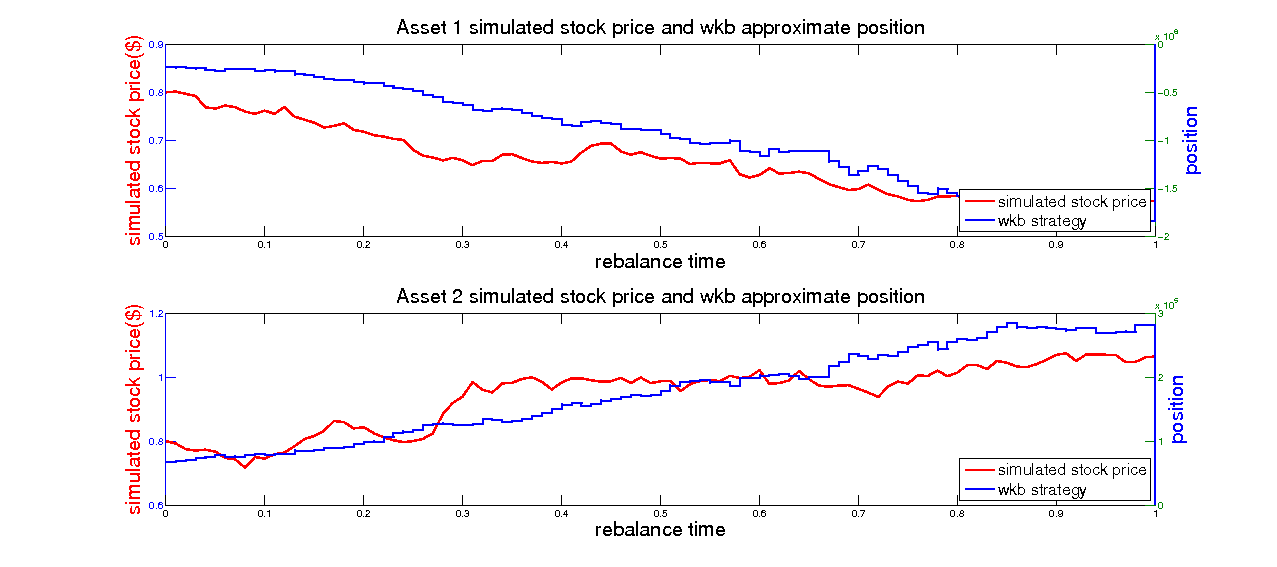 Asset 1 simulated stock price and wkb approximate position
x 10⁶
simulated stock price($)
0.9
0.8
0.7
0.6
0.5
0
−0.5
−1
−1.5
−2
position
simulated stock price
wkb strategy
0 0.1 0.2 0.3 0.4 0.5 0.6 0.7 0.8 0.9 1
rebalance time
Asset 2 simulated stock price and wkb approximate position
simulated stock price($)
1.2
1
0.8
0.6
3
2
1
0
position
simulated stock price
wkb strategy
0 0.1 0.2 0.3 0.4 0.5 0.6 0.7 0.8 0.9 1
rebalance time